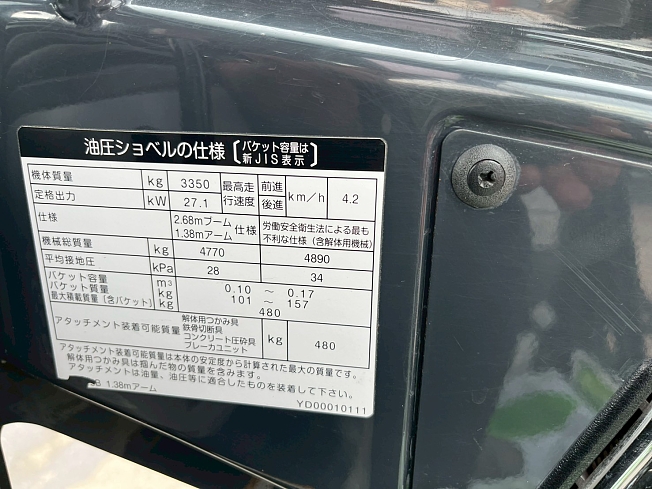 油圧ショベルの仕様〔バケット容量は新JIS表示〕
機体質量 kg 3350 最高走行速度 前進 後進 km/h 4.2
定格出力 kW 27.1
仕様 2.68mブーム 1.38mアーム 仕様 労働安全衛生法による最も不利な仕様（含解体用機械）
機械総質量 kg 4770 4890
平均接地圧 kPa 28 34
バケット容量 m³ 0.10 ～ 0.17
バケット質量 kg 101 ～ 157
最大積載質量（含バケット） kg 480
アタッチメント装着可能質量 解体用つかみ具 鉄骨切断具 コンクリート圧砕具 ブレーカユニット kg 480
アタッチメント装着可能質量は本体の安定度から計算された最大の質量です。
解体用つかみ具は掴んだ物の質量を含みます。
アタッチメントは油量、油圧等に適合したものを装着して下さい。
B 1.38mアーム
YD00010111